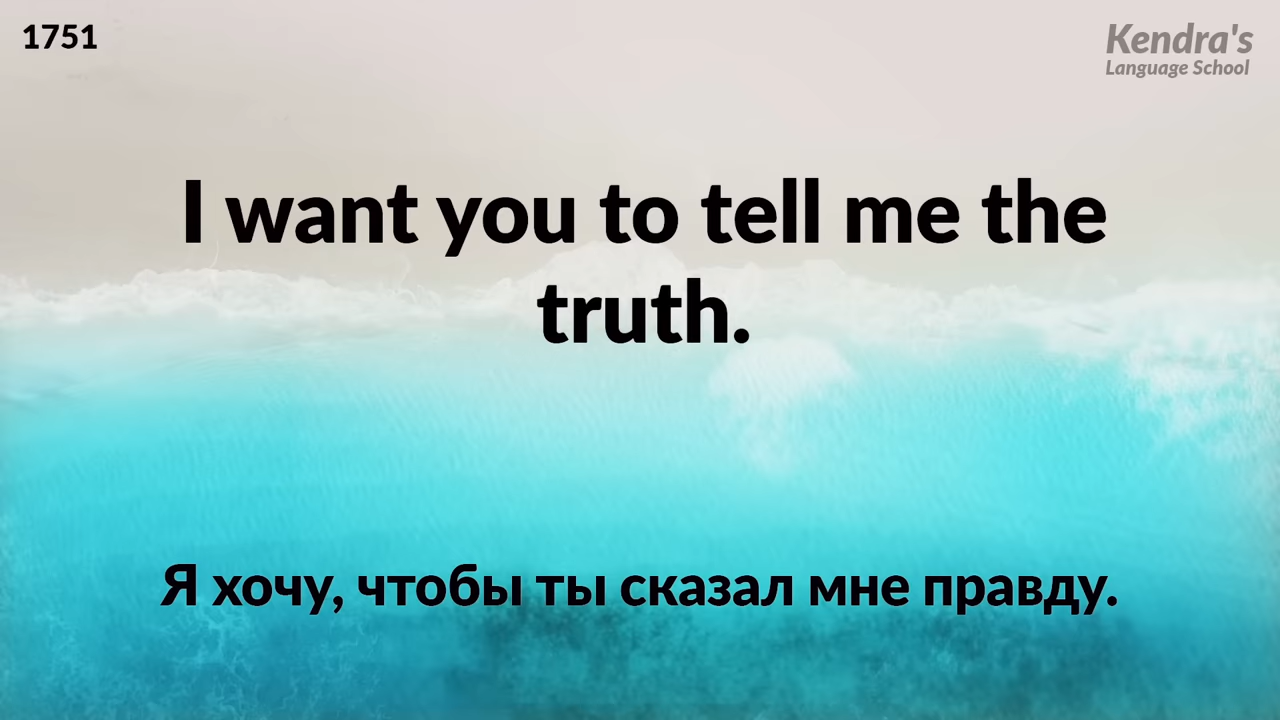 1751
Kendra's
Language School
I want you to tell me the
truth.
Я хочу, чтобы ты сказал мне правду.